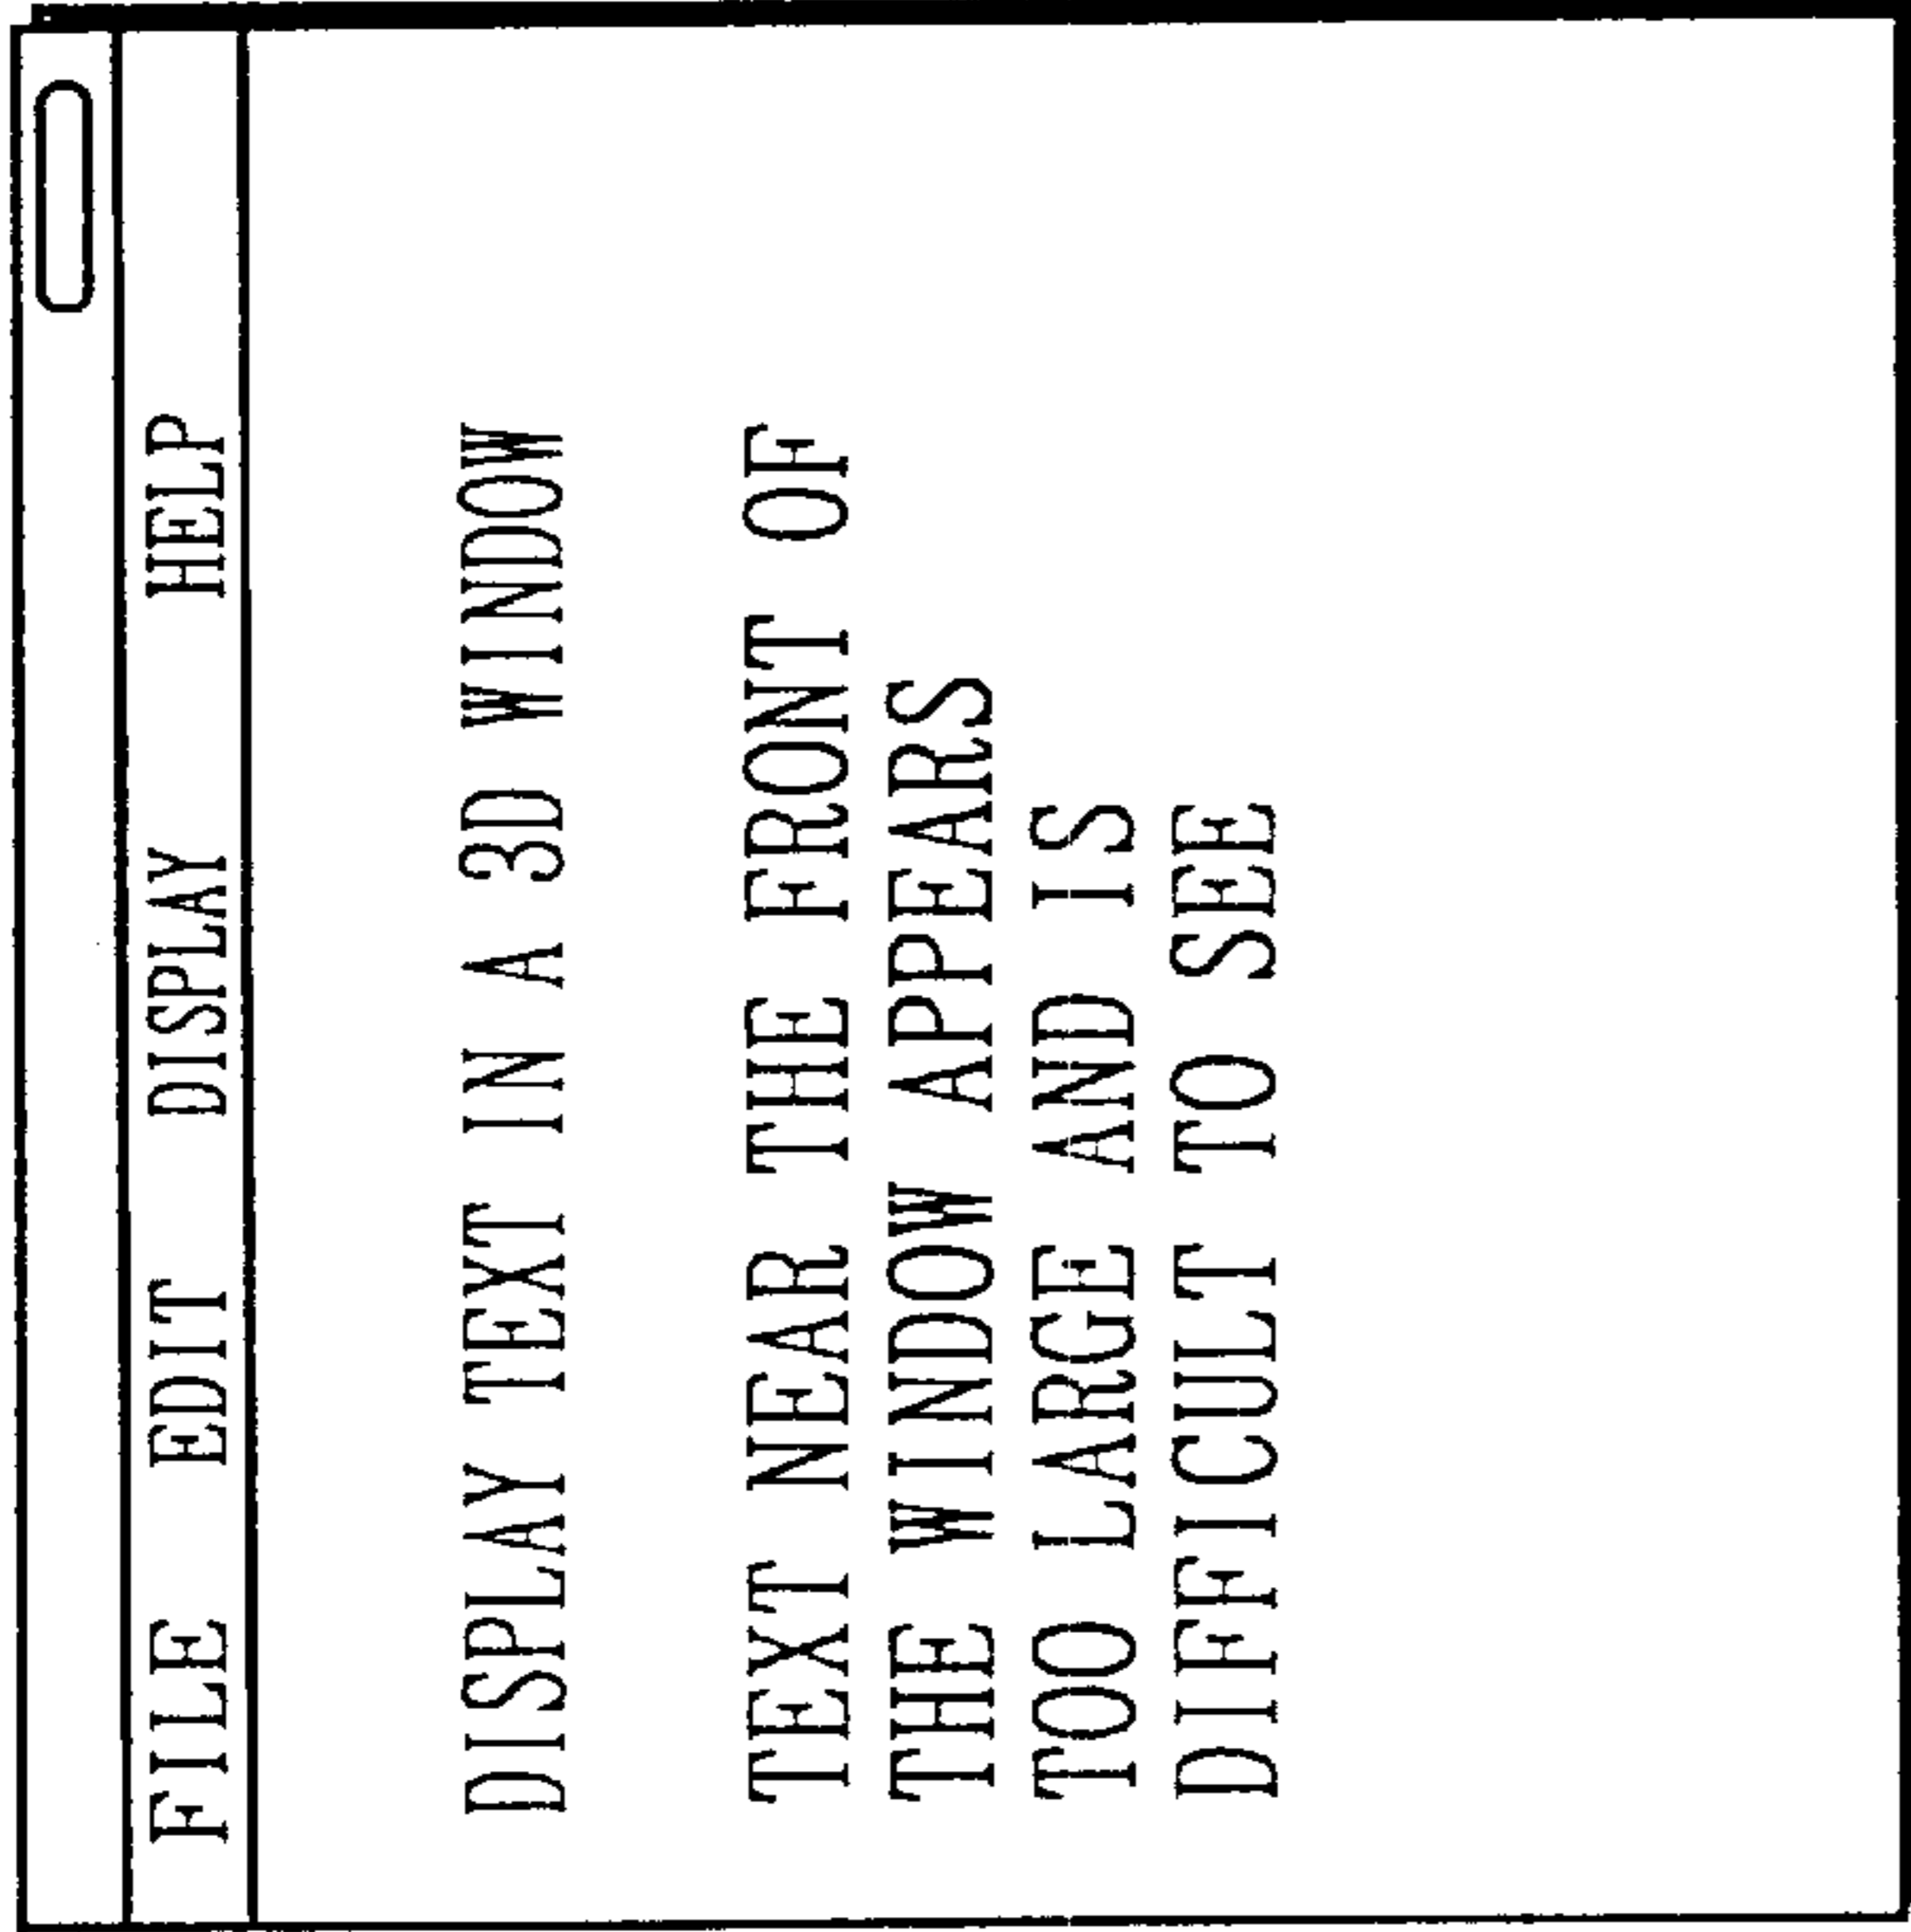 FILE EDIT DISPLAY HELP
DISPLAY TEXT IN A 3D WINDOW
TEXT NEAR THE FRONT OF
THE WINDOW APPEARS
TOO LARGE AND IS
DIFFICULT TO SEE